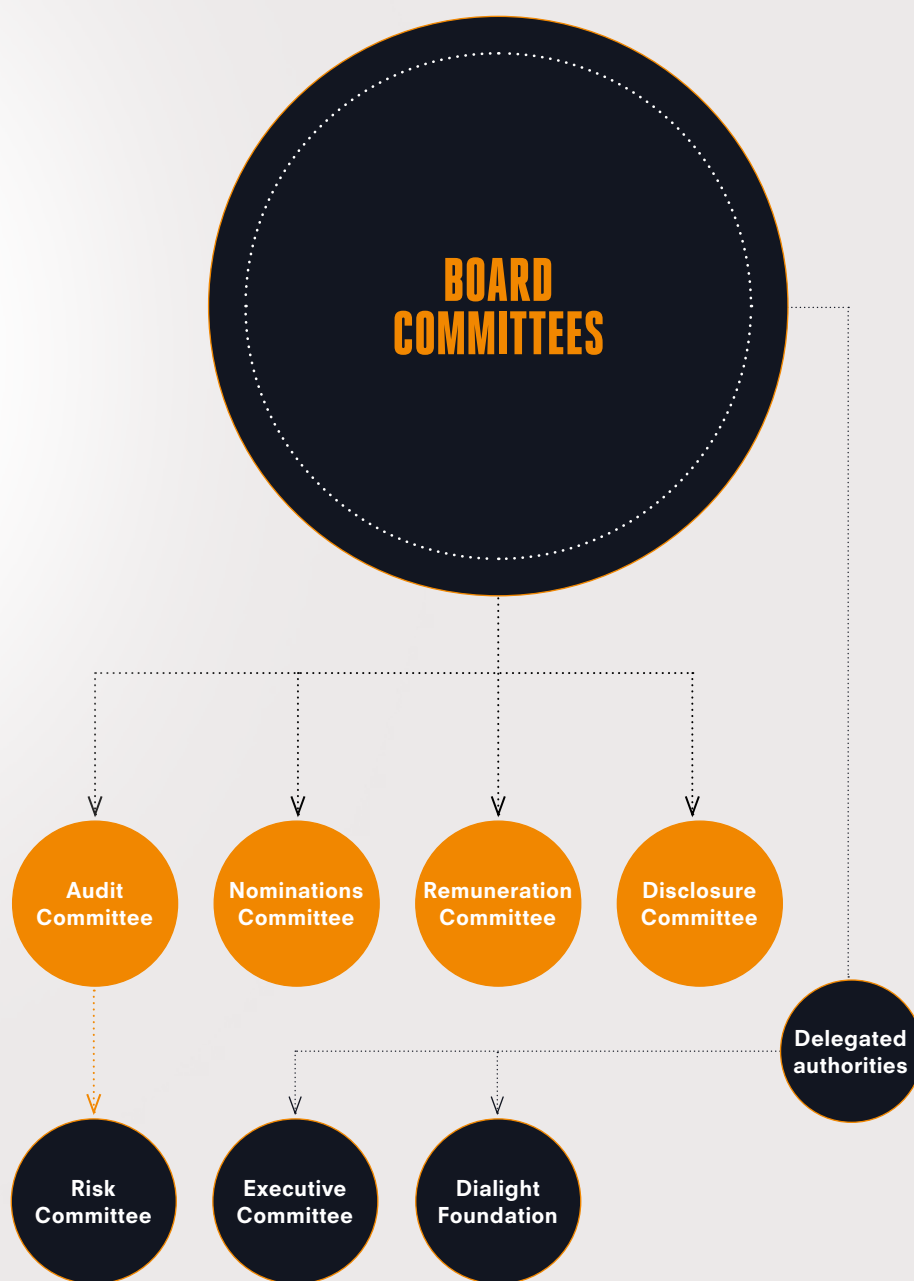 BOARD
COMMITTEES
Audit
Committee
Nominations
Committee
Remuneration
Committee
Disclosure
Committee
Delegated
authorities
Risk
Committee
Executive
Committee
Dialight
Foundation